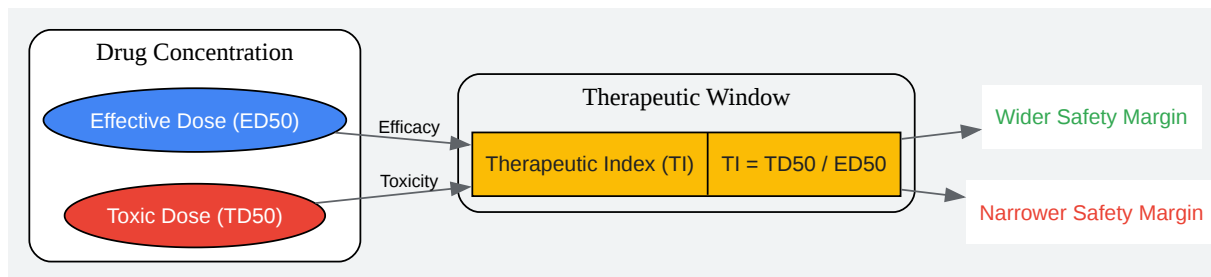 Drug Concentration
Effective Dose (ED50)
Toxic Dose (TD50)
Efficacy
Toxicity
Therapeutic Window
Therapeutic Index (TI)
TI = TD50 / ED50
Wider Safety Margin
Narrower Safety Margin